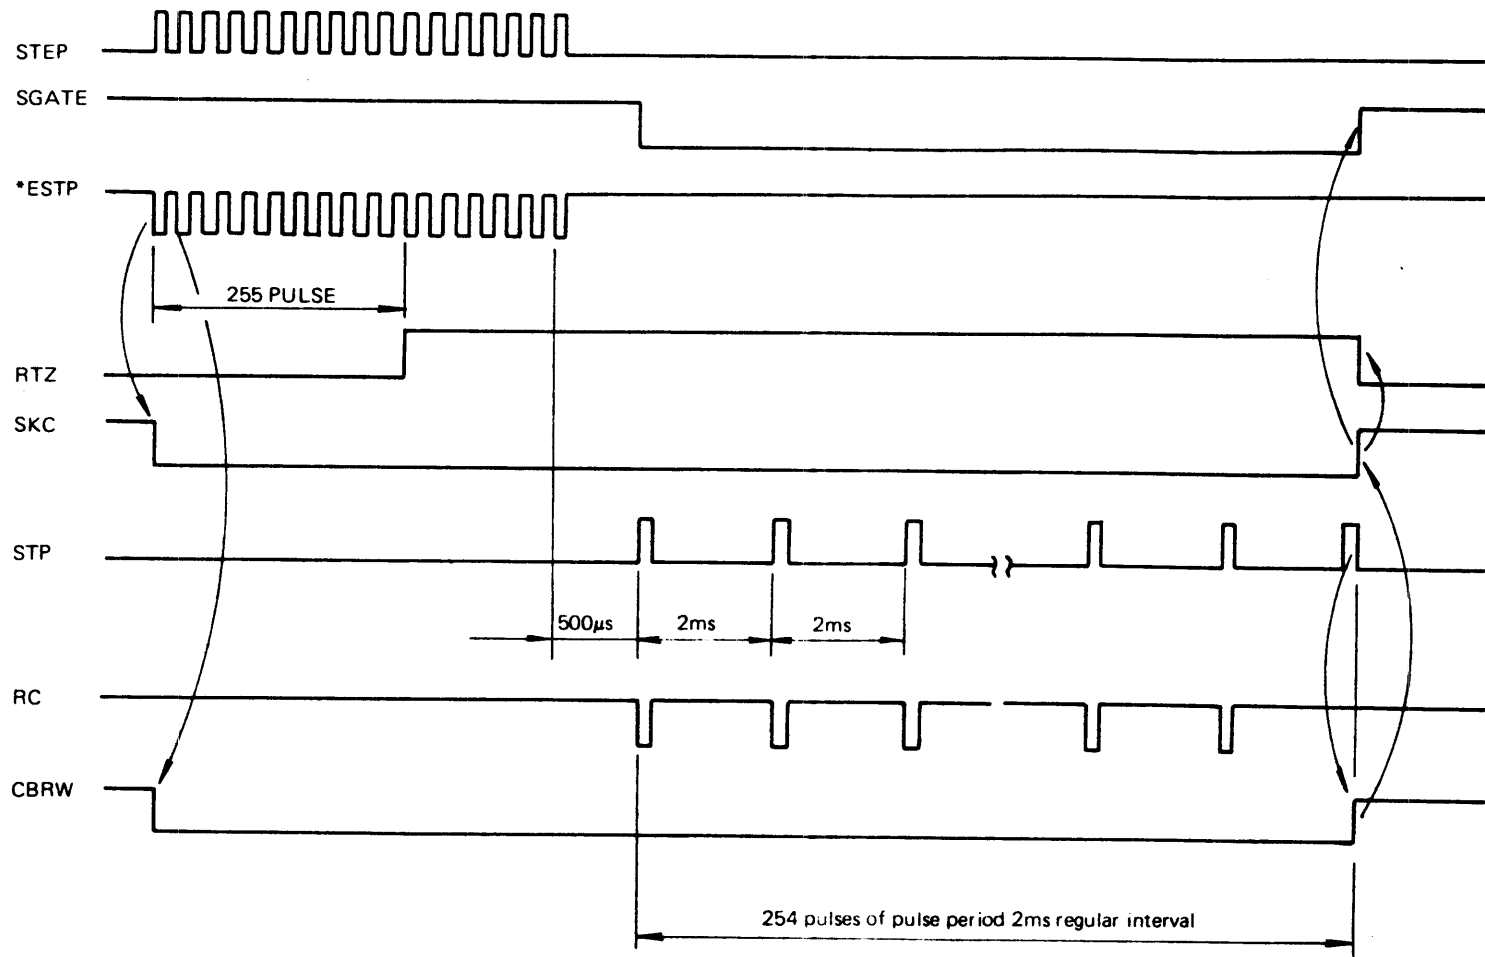 STEP
SGATE
*ESTP
255 PULSE
RTZ
SKC
STP
500µs
2ms
2ms
RC
CBRW
254 pulses of pulse period 2ms regular interval